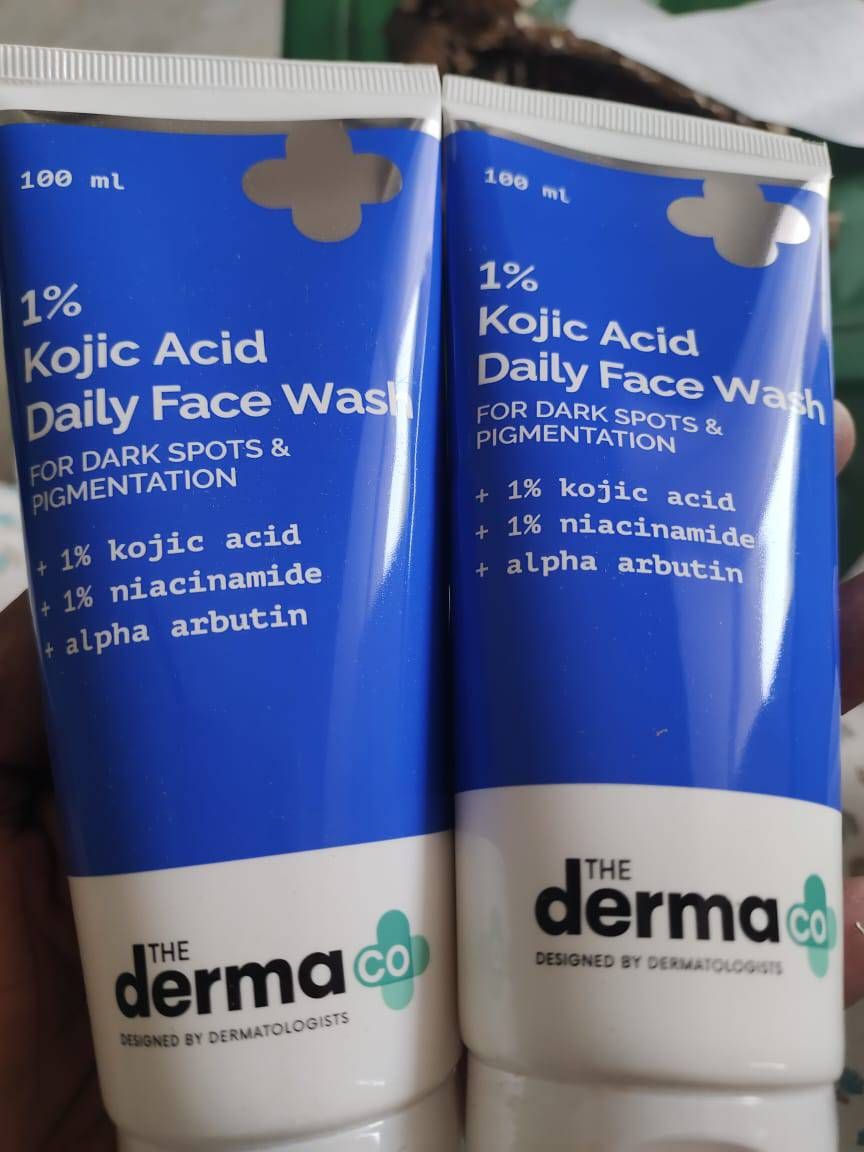 100 ml
1%
Kojic Acid
Daily Face Wash
FOR DARK SPOTS &
PIGMENTATION
+ 1% kojic acid
+ 1% niacinamide
+ alpha arbutin
THE
derma co
DESIGNED BY DERMATOLOGISTS
100 ml
1%
Kojic Acid
Daily Face Wash
FOR DARK SPOTS &
PIGMENTATION
+ 1% kojic acid
+ 1% niacinamide
+ alpha arbutin
THE
derma co
DESIGNED BY DERMATOLOGISTS